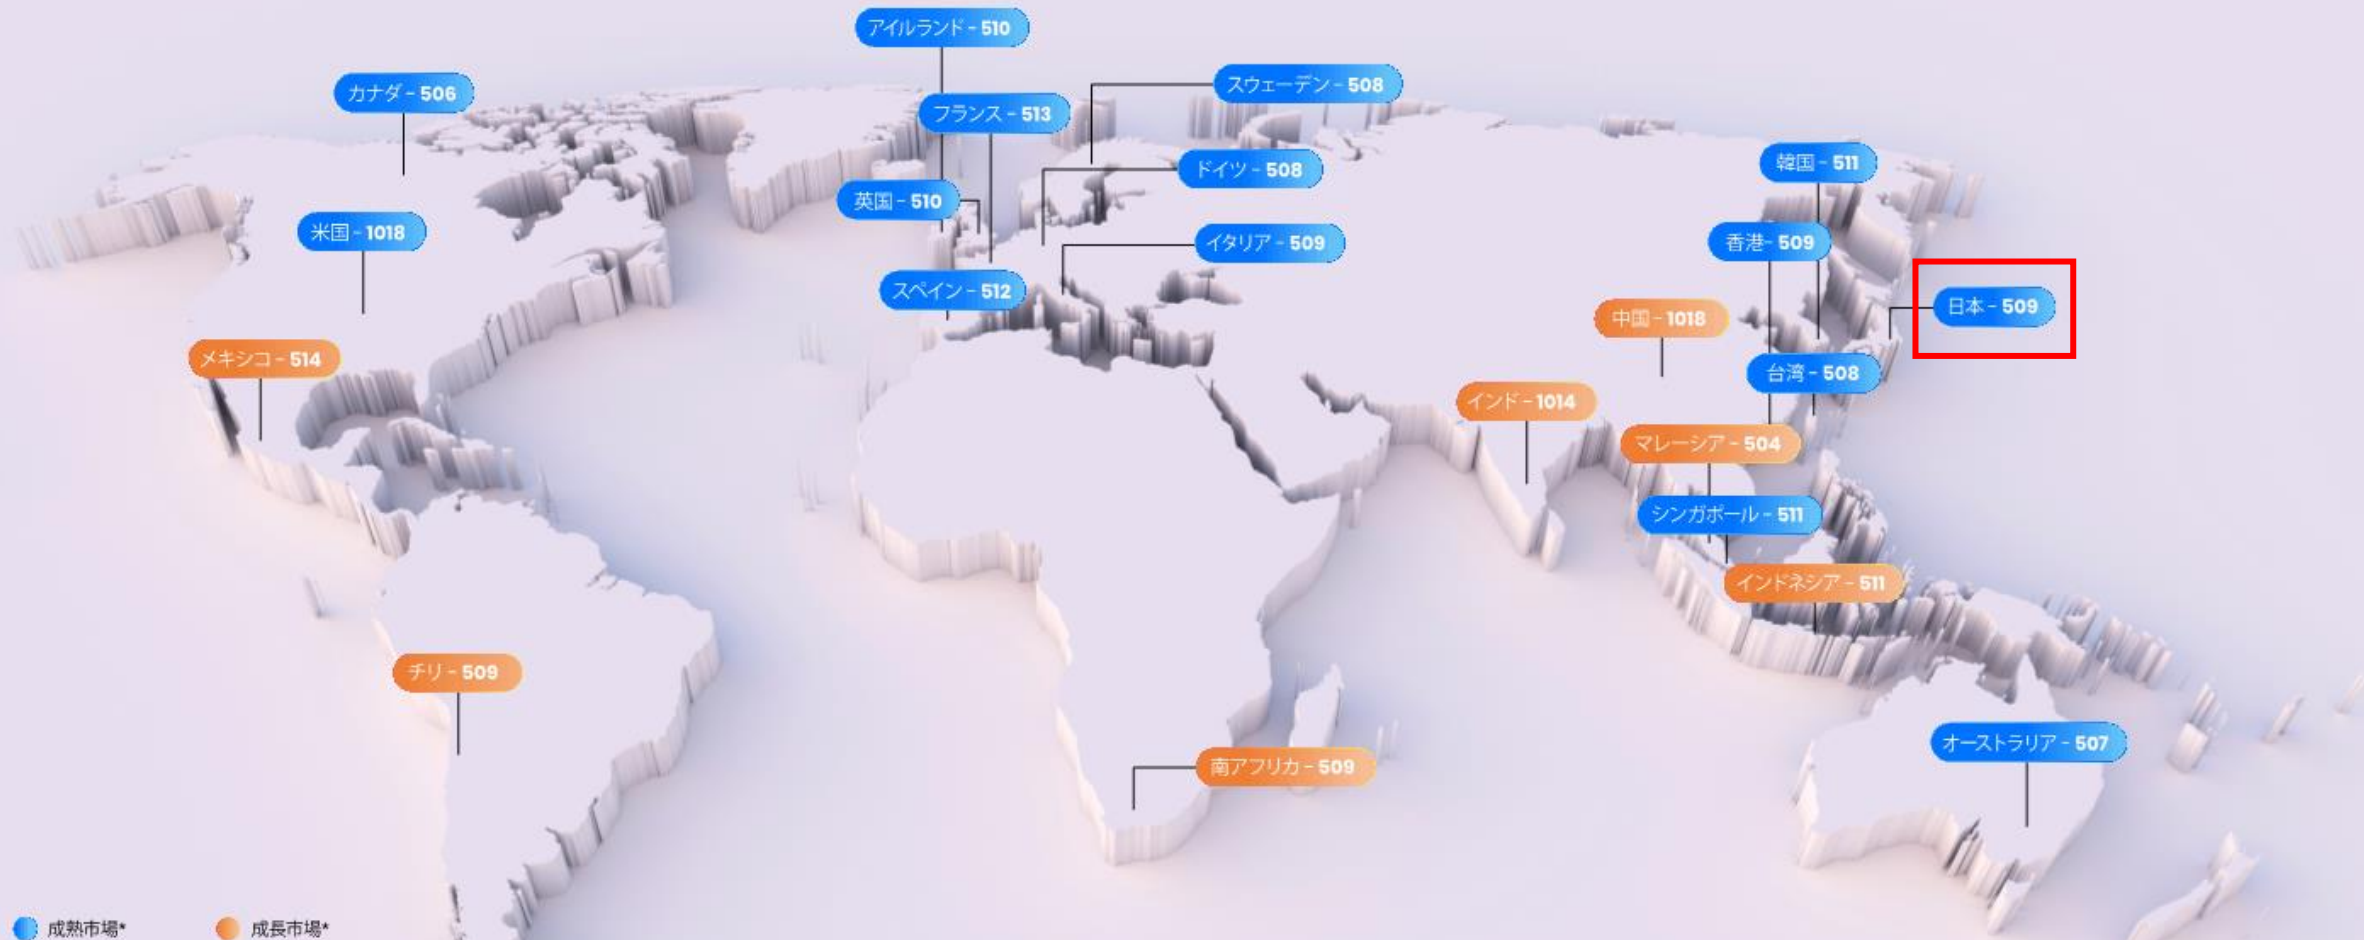 アイルランド - 510
カナダ - 506
スウェーデン - 508
フランス - 513
ドイツ - 508
韓国 - 511
英国 - 510
米国 - 1018
香港- 509
イタリア - 509
スペイン - 512
日本 - 509
中国 - 1018
メキシコ - 514
台湾 - 508
インド - 1014
マレーシア - 504
シンガポール - 511
インドネシア - 511
チリ - 509
オーストラリア - 507
南アフリカ - 509
成熟市場*
成長市場*